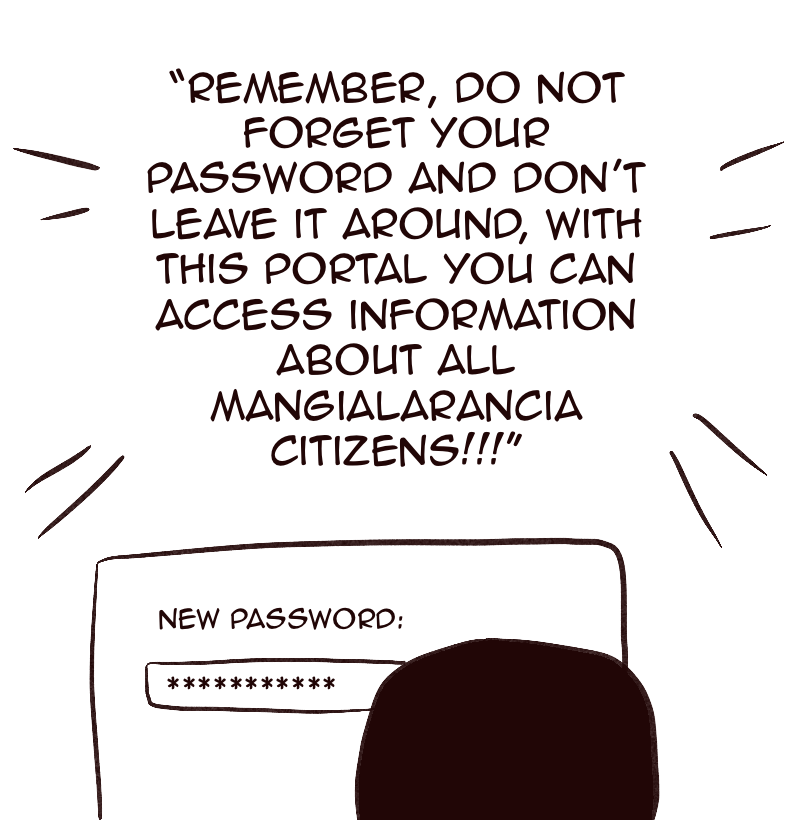 “REMEMBER, DO NOT
FORGET YOUR
PASSWORD AND DON'T
LEAVE IT AROUND, WITH
THIS PORTAL YOU CAN
ACCESS INFORMATION
ABOUT ALL
MANGIALARANCIA
CITIZENS!!!”
NEW PASSWORD:
***********